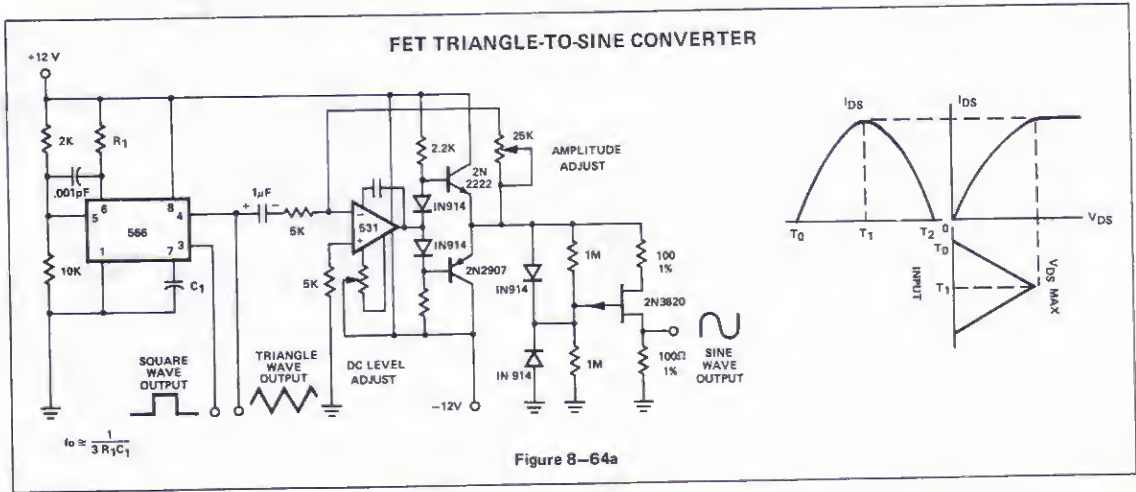 FET TRIANGLE-TO-SINE CONVERTER
+12 V
2K
R1
.001pF
5
6
8
4
566
3
1
7
10K
C1
1µF
+
−
5K
−
531
+
5K
2.2K
IN914
IN914
2N
2222
2N2907
25K
AMPLITUDE
ADJUST
IN914
IN 914
1M
1M
100
1%
2N3820
100Ω
1%
SINE
WAVE
OUTPUT
SQUARE
WAVE
OUTPUT
TRIANGLE
WAVE
OUTPUT
DC LEVEL
ADJUST
−12V
fo ≅ 1/3 R1C1
IDS
T0
T1
T2
IDS
VDS
0
T0
T1
INPUT
VDS MAX
Figure 8–64a